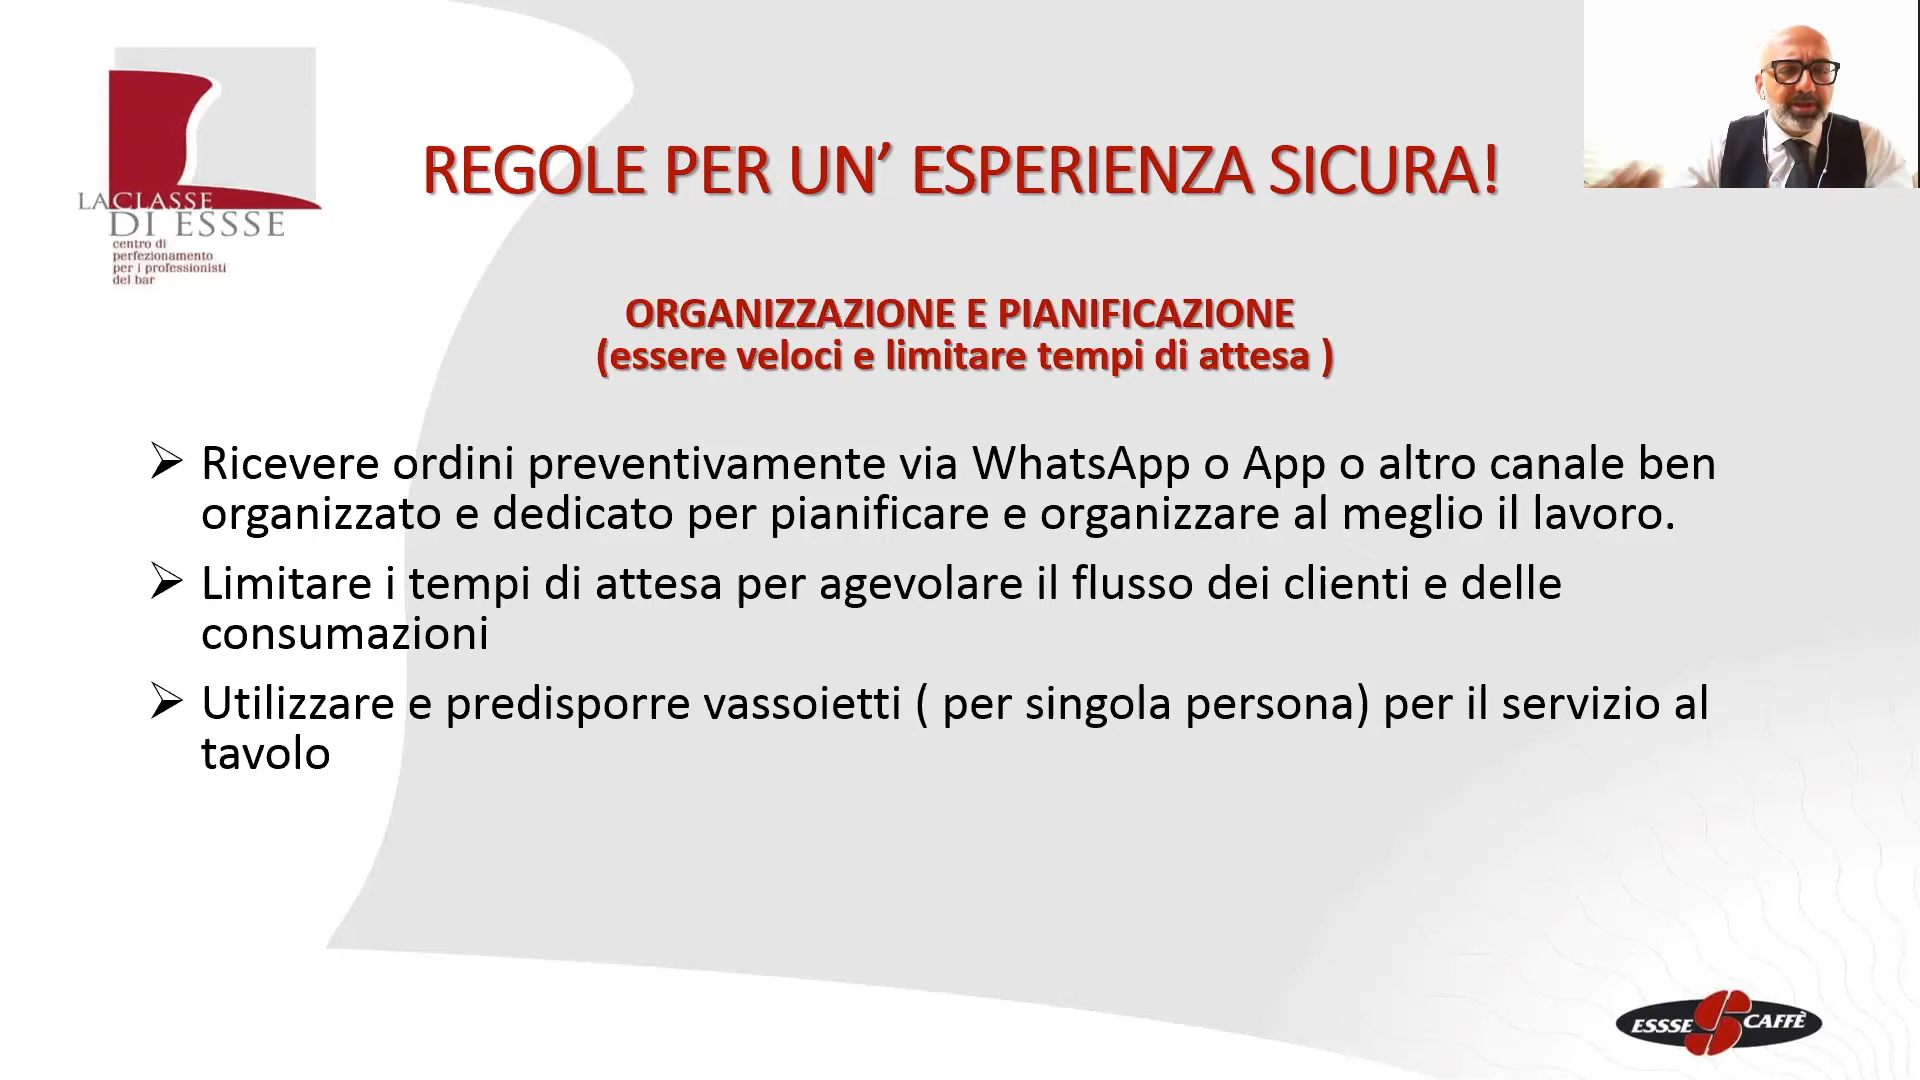 LA CLASSE
DI ESSSE
centro di
perfezionamento
per i professionisti
del bar
REGOLE PER UN’ ESPERIENZA SICURA!
ORGANIZZAZIONE E PIANIFICAZIONE
(essere veloci e limitare tempi di attesa )
Ricevere ordini preventivamente via WhatsApp o App o altro canale ben
organizzato e dedicato per pianificare e organizzare al meglio il lavoro.
Limitare i tempi di attesa per agevolare il flusso dei clienti e delle
consumazioni
Utilizzare e predisporre vassoietti ( per singola persona) per il servizio al
tavolo
ESSSE CAFFÈ